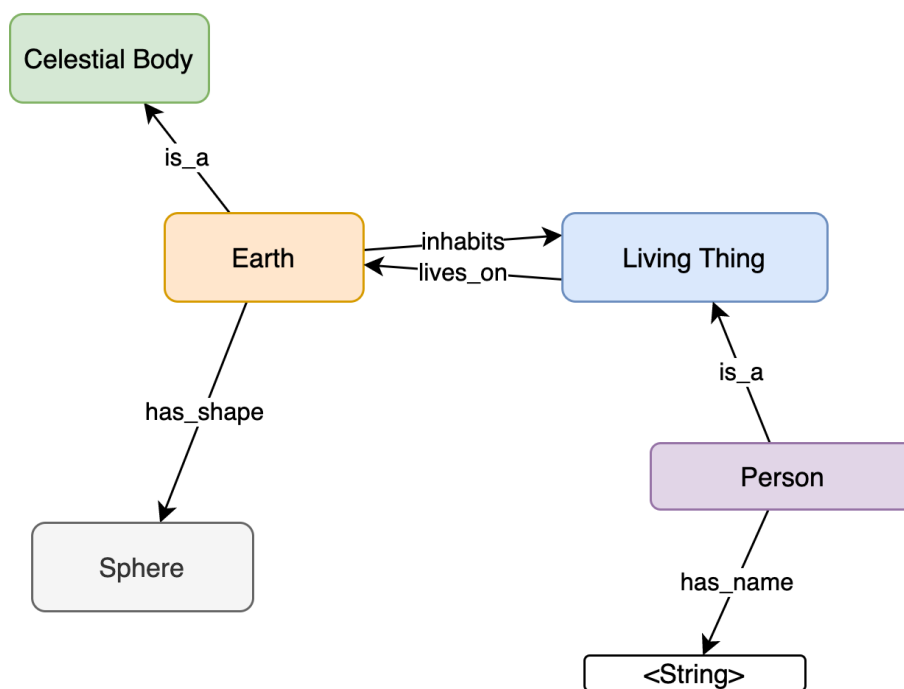 Celestial Body
is_a
Earth
inhabits
lives_on
Living Thing
has_shape
is_a
Sphere
Person
has_name
<String>